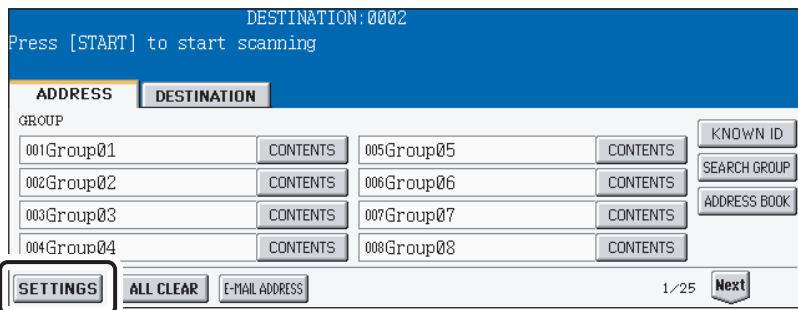 DESTINATION:0002
Press [START] to start scanning
ADDRESS DESTINATION
GROUP
KNOWN ID
001Group01 CONTENTS 005Group05 CONTENTS
SEARCH GROUP
002Group02 CONTENTS 006Group06 CONTENTS
ADDRESS BOOK
003Group03 CONTENTS 007Group07 CONTENTS
004Group04 CONTENTS 008Group08 CONTENTS
SETTINGS ALL CLEAR E-MAIL ADDRESS 1/25 Next